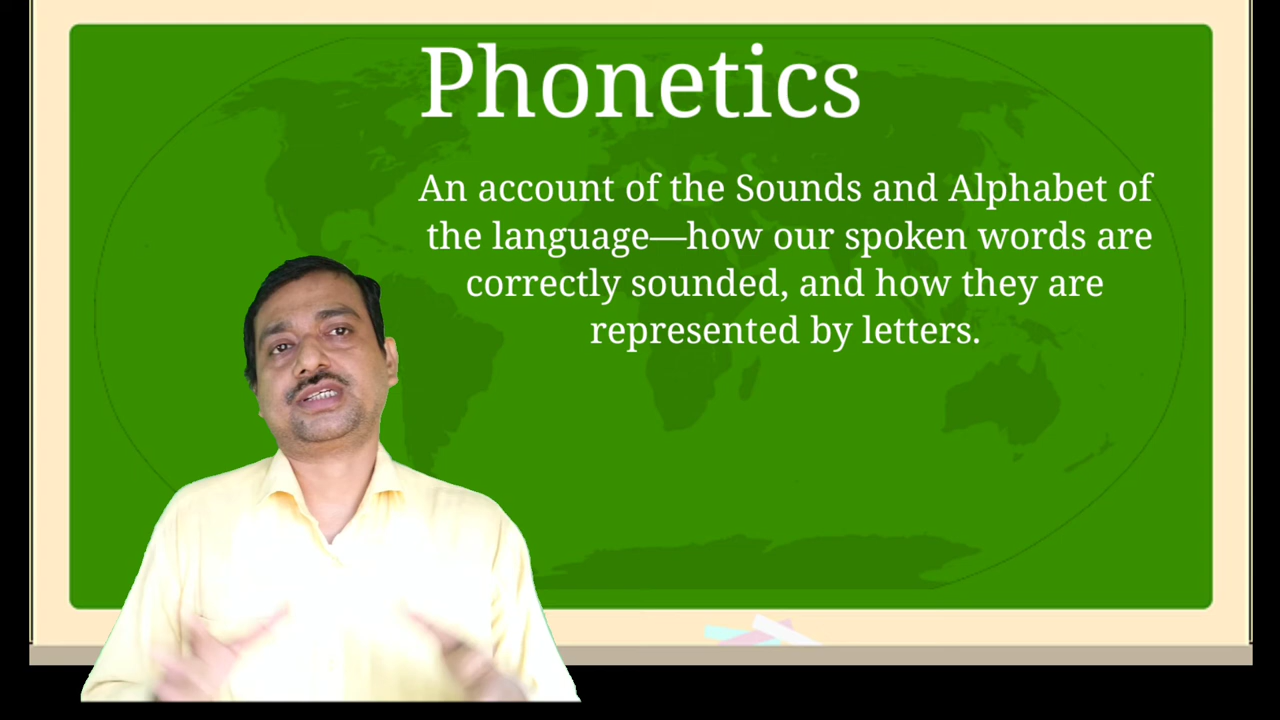 Phonetics
An account of the Sounds and Alphabet of
the language—how our spoken words are
correctly sounded, and how they are
represented by letters.